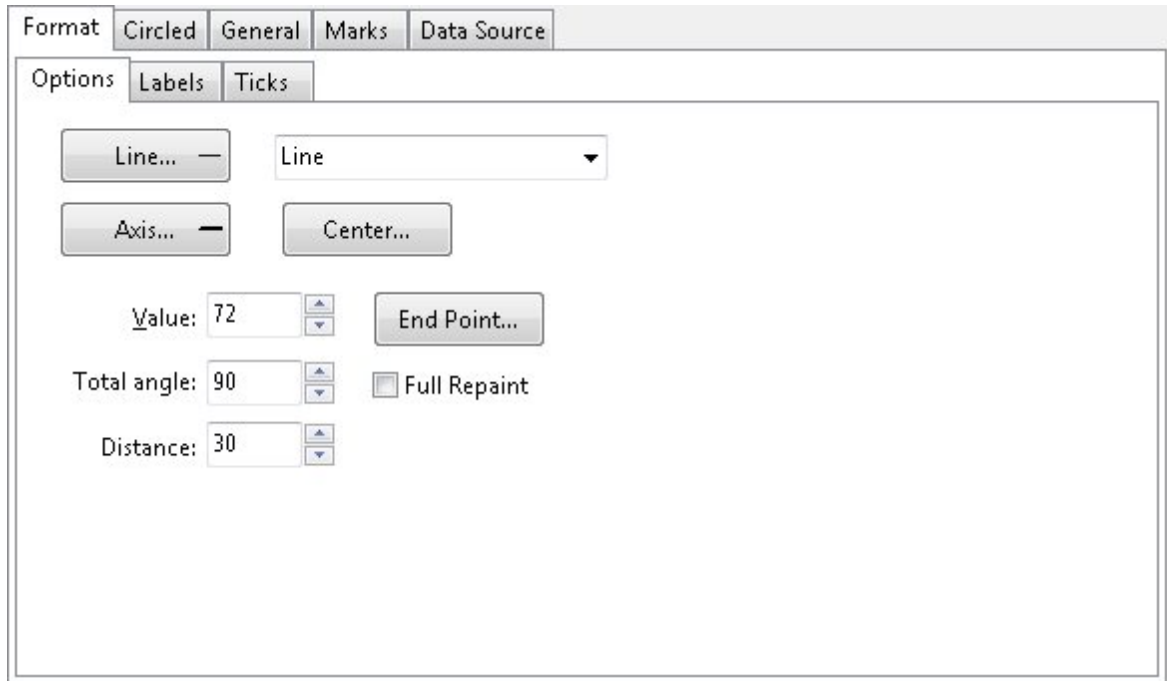 Format Circled General Marks Data Source
Options Labels Ticks
Line... Line
Axis... Center...
Value: 72 End Point...
Total angle: 90 Full Repaint
Distance: 30